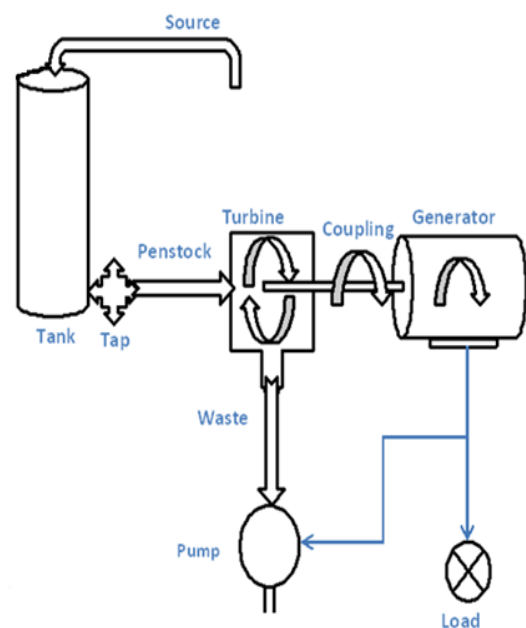 Source
Turbine
Coupling
Generator
Penstock
Tank
Tap
Waste
Pump
Load